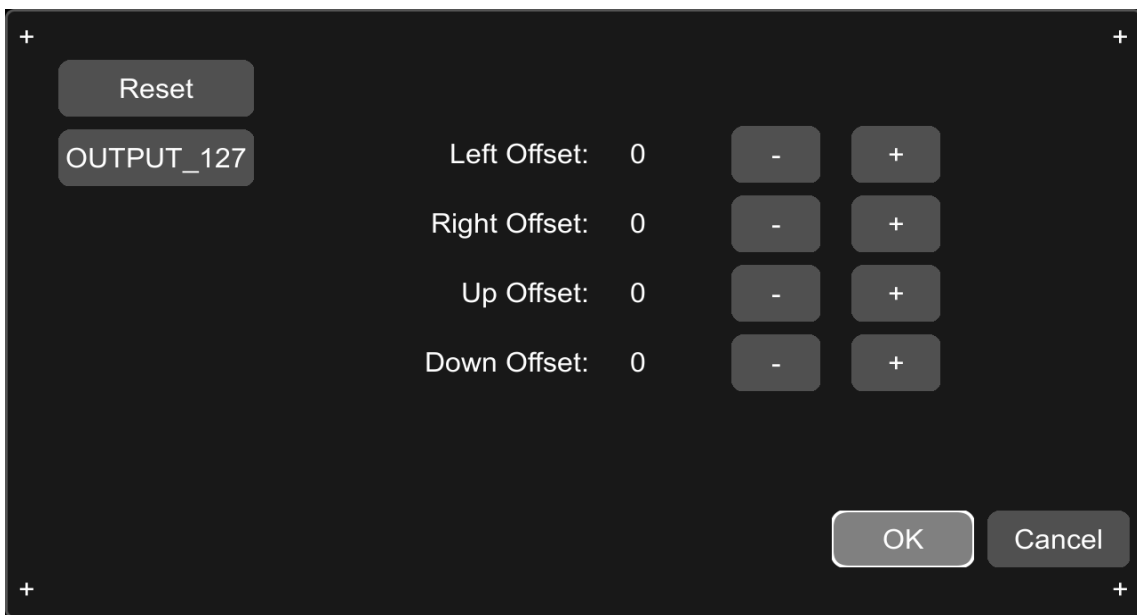 + +
Reset
OUTPUT_127
Left Offset: 0 - +
Right Offset: 0 - +
Up Offset: 0 - +
Down Offset: 0 - +
OK Cancel
+ +